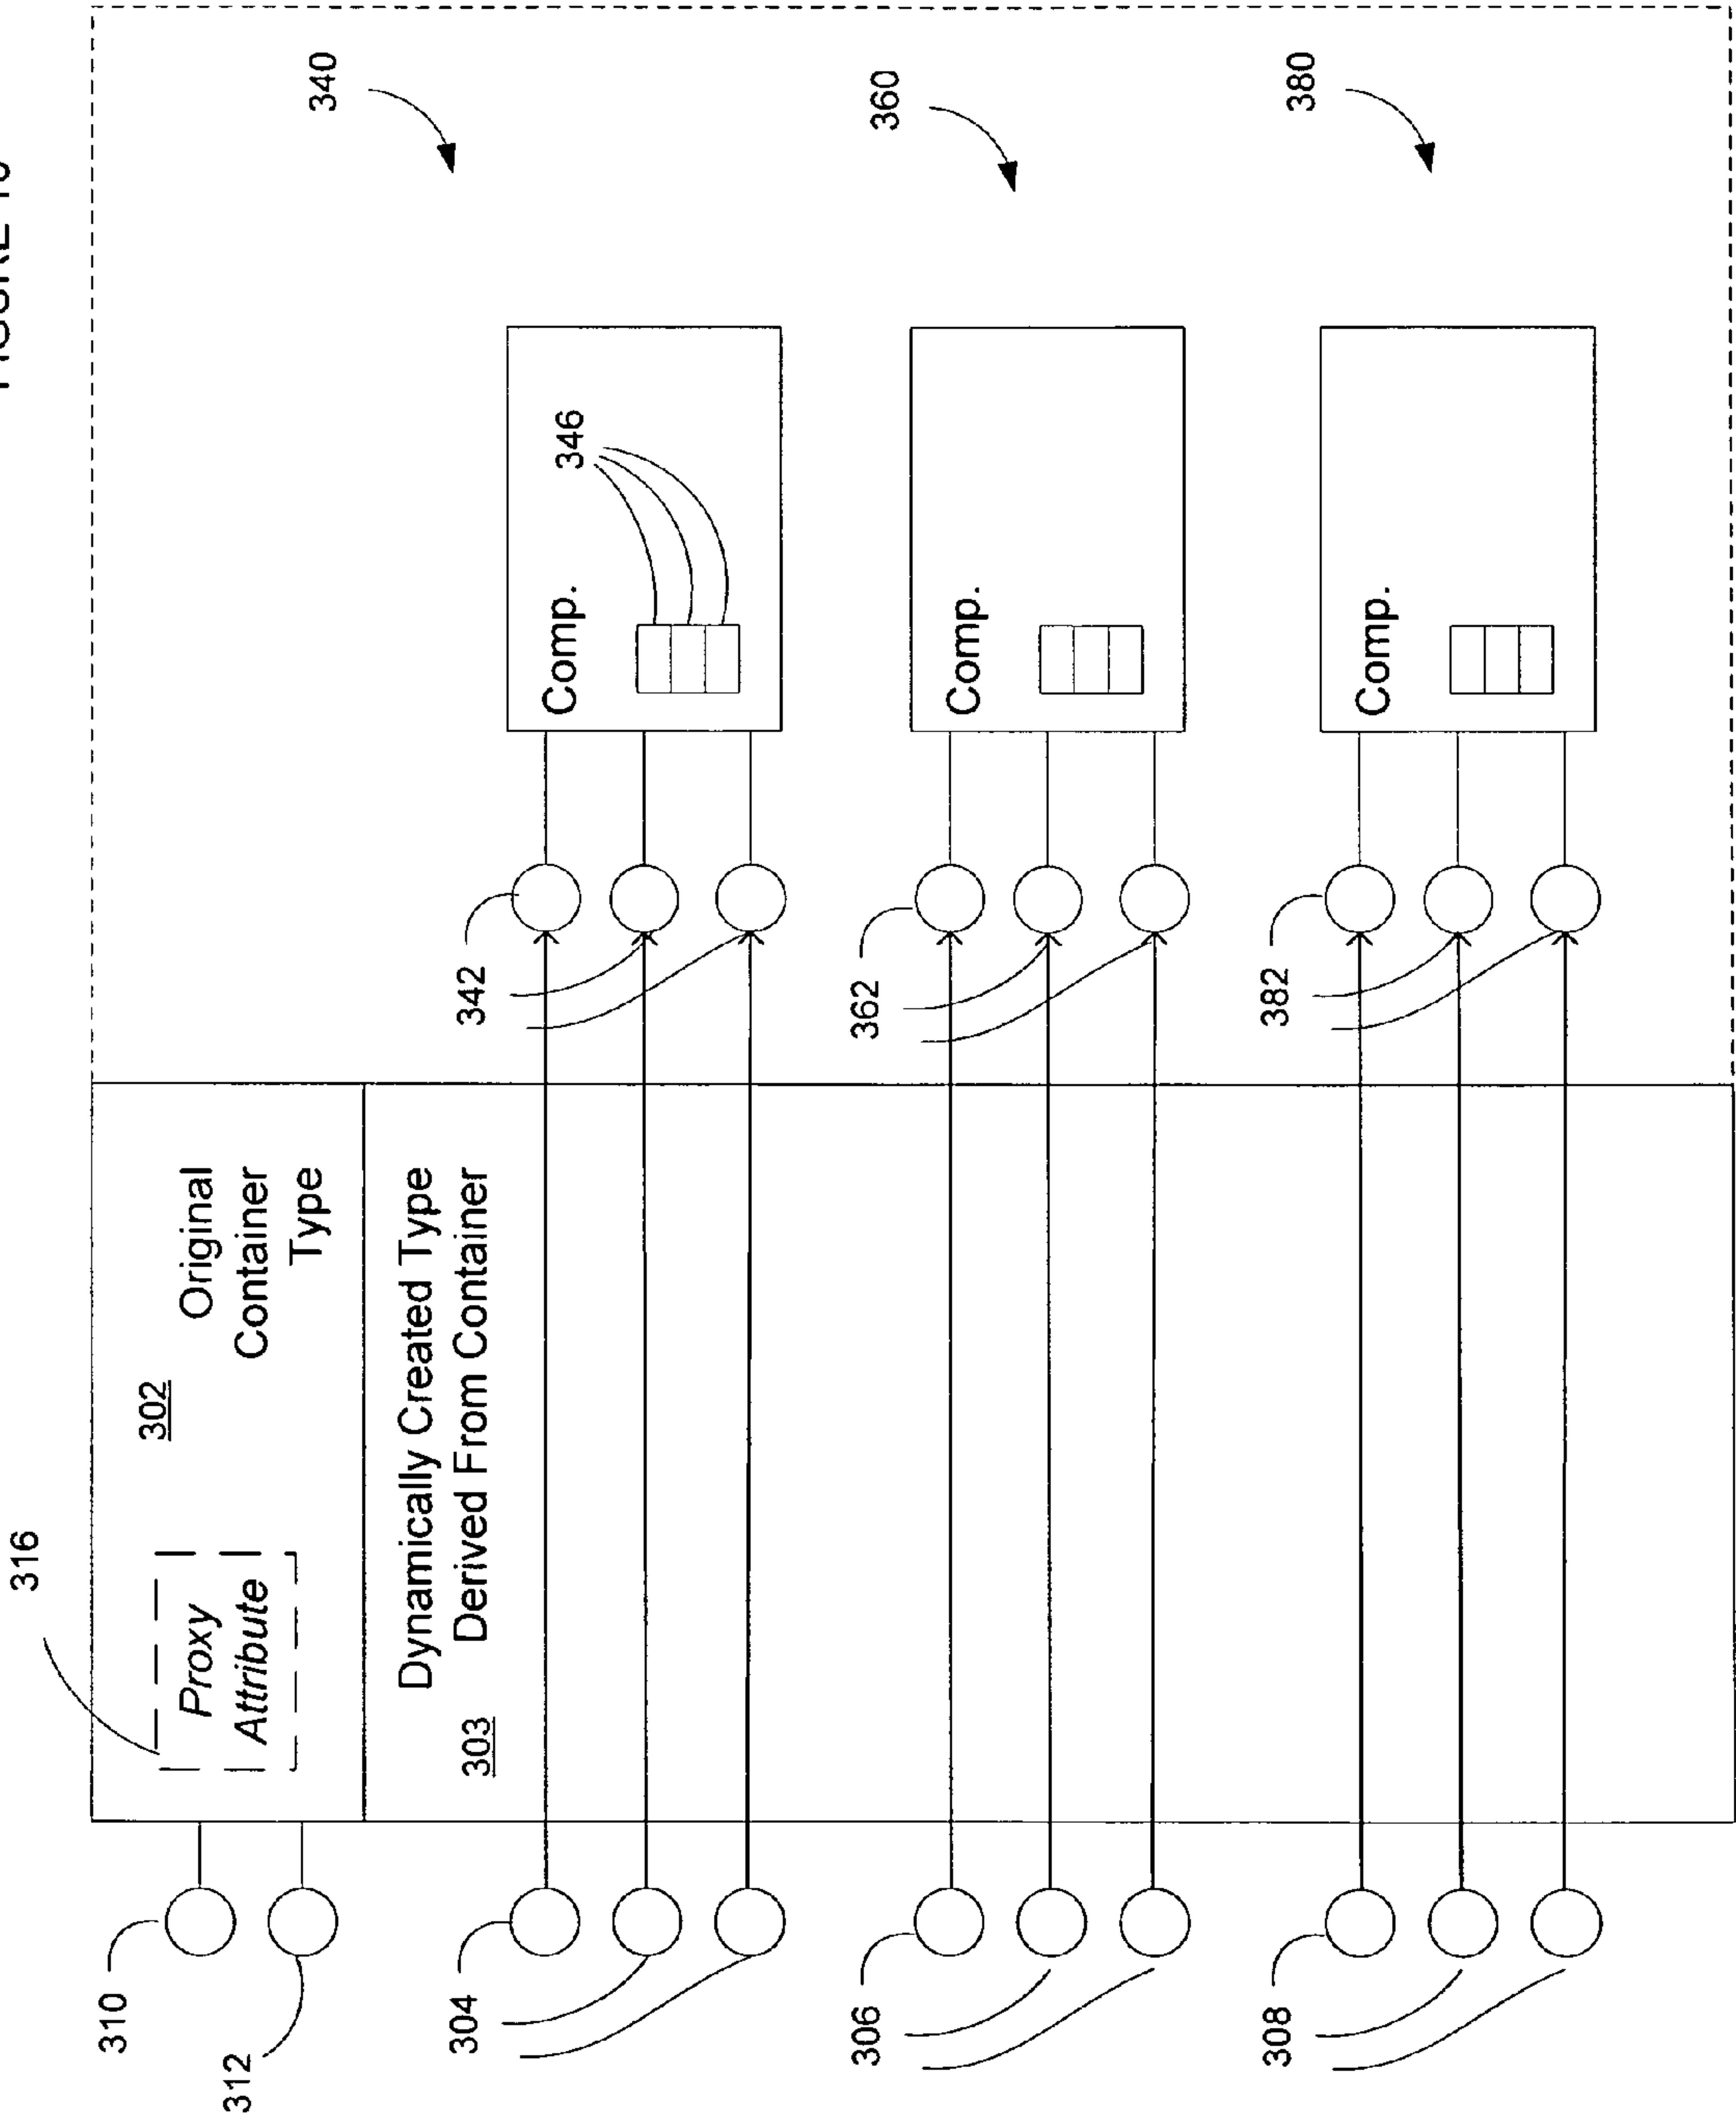 FIGURE
316
310
312
302
Original
Container
Type
Proxy
Attribute
Dynamically Created Type
303 Derived From Container
304
342
Comp.
346
340
306
362
Comp.
360
308
382
Comp.
380